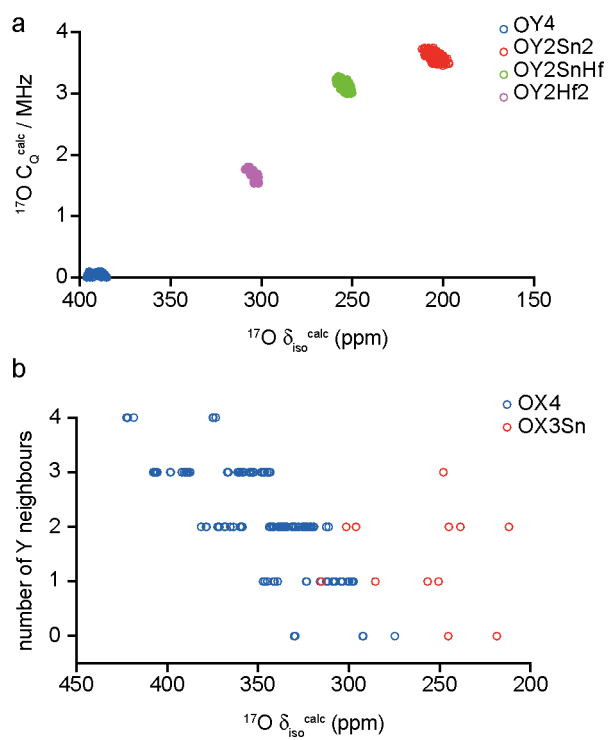 a
OY4
OY2Sn2
OY2SnHf
OY2Hf2
4
3
2
1
0
17O CQcalc / MHz
400 350 300 250 200 150
17O δisocalc (ppm)
b
OX4
OX3Sn
4
3
2
1
0
number of Y neighbours
450 400 350 300 250 200
17O δisocalc (ppm)